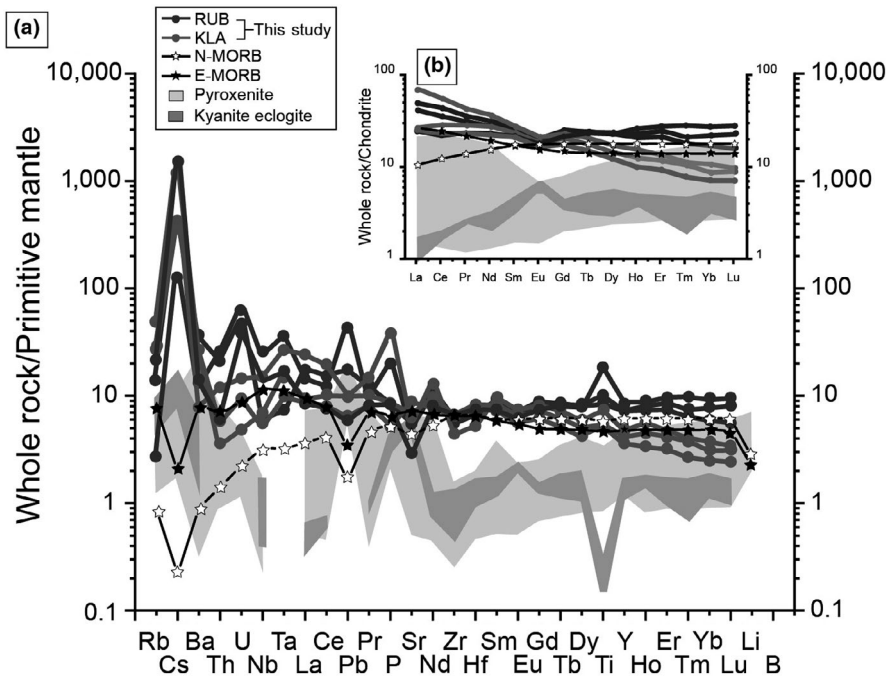 (a)
RUB
KLA
This study
N-MORB
E-MORB
Pyroxenite
Kyanite eclogite
Whole rock/Primitive mantle
10,000
1,000
100
10
1
0.1
10,000
1,000
100
10
1
0.1
Rb Ba U Ta Ce Pr Sr Zr Sm Gd Dy Y Er Yb Li
Cs Th Nb La Pb P Nd Hf Eu Tb Ti Ho Tm Lu B
(b)
Whole rock/Chondrite
100
10
1
100
10
1
La Ce Pr Nd Sm Eu Gd Tb Dy Ho Er Tm Yb Lu